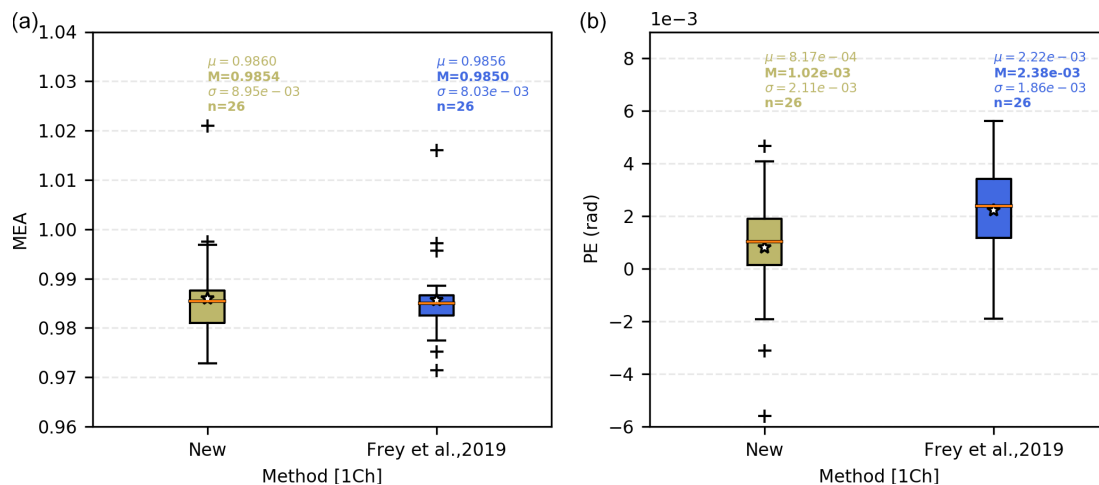 (a)
1.04
1.03
1.02
1.01
1.00
0.99
0.98
0.97
0.96
MEA
μ = 0.9860
M=0.9854
σ = 8.95e − 03
n=26
μ = 0.9856
M=0.9850
σ = 8.03e − 03
n=26
New
Frey et al.,2019
Method [1Ch]
(b)
1e−3
8
6
4
2
0
−2
−4
−6
PE (rad)
μ = 8.17e − 04
M=1.02e-03
σ = 2.11e − 03
n=26
μ = 2.22e − 03
M=2.38e-03
σ = 1.86e − 03
n=26
New
Frey et al.,2019
Method [1Ch]